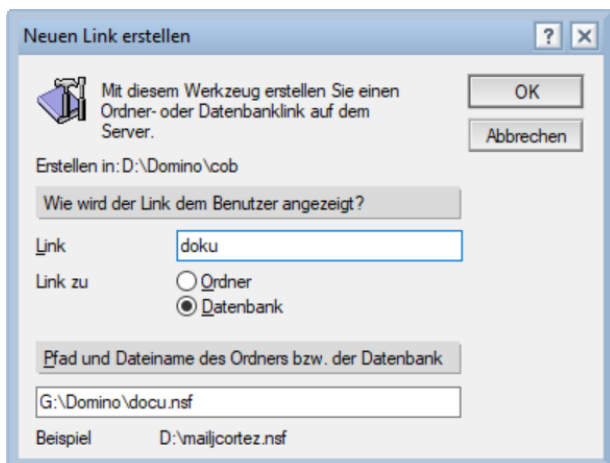 Neuen Link erstellen
?
Mit diesem Werkzeug erstellen Sie einen
Ordner- oder Datenbanklink auf dem
Server.
OK
Abbrechen
Erstellen in:D:\Domino\cob
Wie wird der Link dem Benutzer angezeigt?
Link doku
Link zu Ordner
Datenbank
Pfad und Dateiname des Ordners bzw. der Datenbank
G:\Domino\docu.nsf
Beispiel D:\mailjcortez.nsf